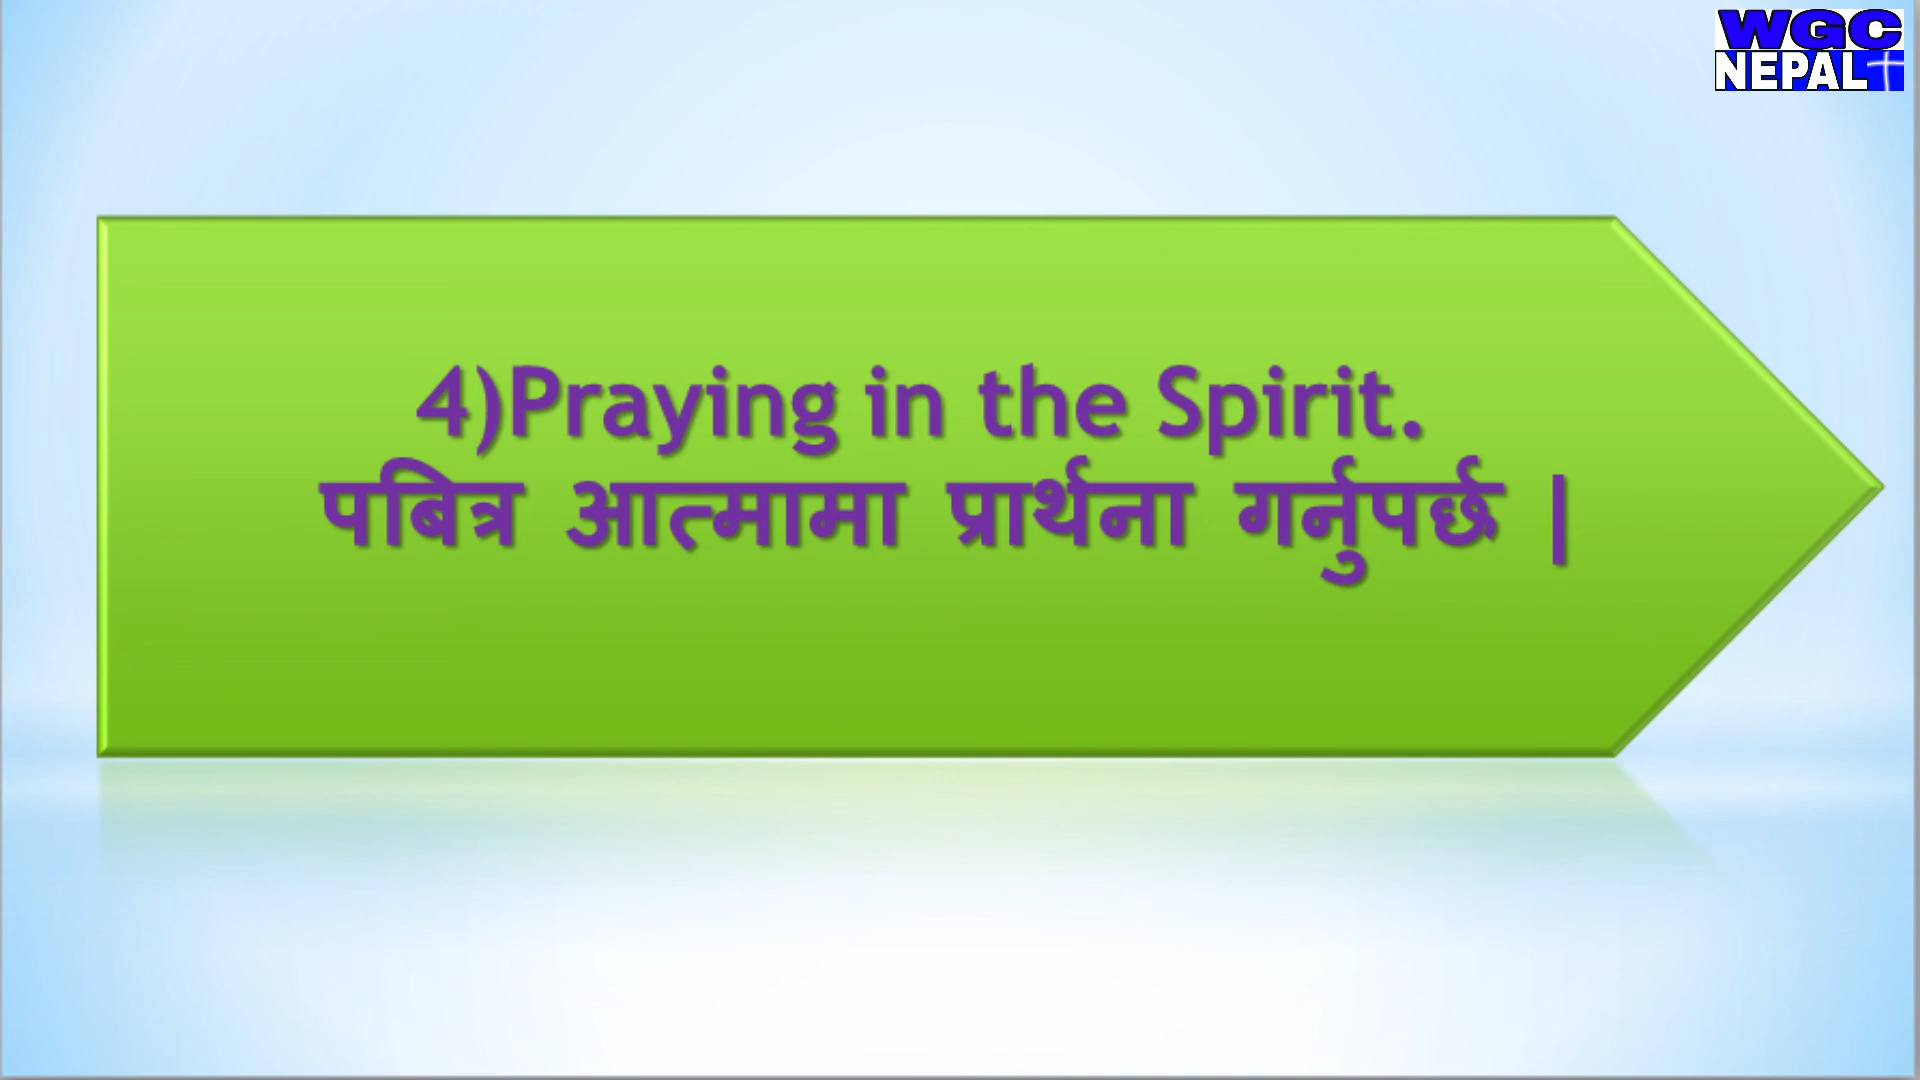 WGC
NEPAL
4)Praying in the Spirit.
पबित्र आत्मामा प्रार्थना गर्नुपर्छ |